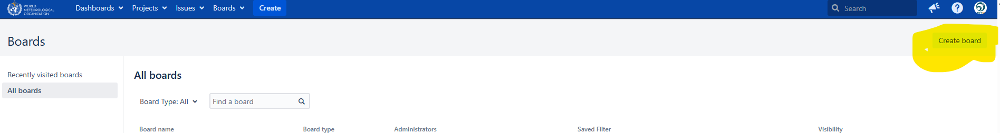 WORLD
METEOROLOGICAL
ORGANIZATION
Dashboards Projects Issues Boards Create Search
Boards
Create board
Recently visited boards
All boards
All boards
Board Type: All Find a board
Board name Board type Administrators Saved Filter Visibility